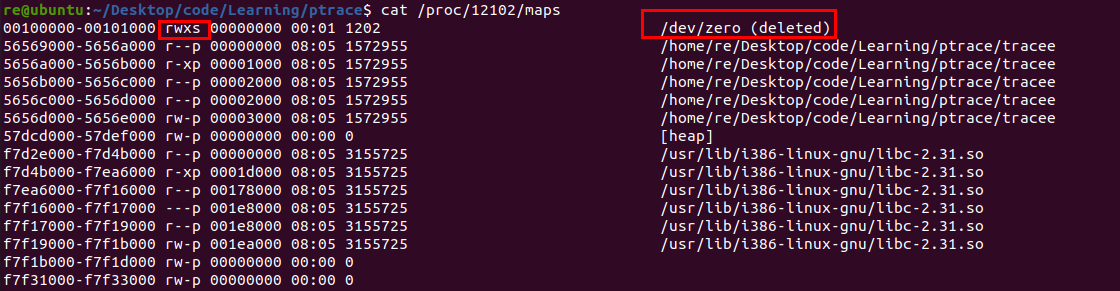 re@ubuntu:~/Desktop/code/Learning/ptrace$ cat /proc/12102/maps
00100000-00101000 rwxs 00000000 00:01 1202 /dev/zero (deleted)
56569000-5656a000 r--p 00000000 08:05 1572955 /home/re/Desktop/code/Learning/ptrace/tracee
5656a000-5656b000 r-xp 00001000 08:05 1572955 /home/re/Desktop/code/Learning/ptrace/tracee
5656b000-5656c000 r--p 00002000 08:05 1572955 /home/re/Desktop/code/Learning/ptrace/tracee
5656c000-5656d000 r--p 00002000 08:05 1572955 /home/re/Desktop/code/Learning/ptrace/tracee
5656d000-5656e000 rw-p 00003000 08:05 1572955 /home/re/Desktop/code/Learning/ptrace/tracee
57dcd000-57def000 rw-p 00000000 00:00 0 [heap]
f7d2e000-f7d4b000 r--p 00000000 08:05 3155725 /usr/lib/i386-linux-gnu/libc-2.31.so
f7d4b000-f7ea6000 r-xp 0001d000 08:05 3155725 /usr/lib/i386-linux-gnu/libc-2.31.so
f7ea6000-f7f16000 r--p 00178000 08:05 3155725 /usr/lib/i386-linux-gnu/libc-2.31.so
f7f16000-f7f17000 ---p 001e8000 08:05 3155725 /usr/lib/i386-linux-gnu/libc-2.31.so
f7f17000-f7f19000 r--p 001e8000 08:05 3155725 /usr/lib/i386-linux-gnu/libc-2.31.so
f7f19000-f7f1b000 rw-p 001ea000 08:05 3155725 /usr/lib/i386-linux-gnu/libc-2.31.so
f7f1b000-f7f1d000 rw-p 00000000 00:00 0
f7f31000-f7f33000 rw-p 00000000 00:00 0